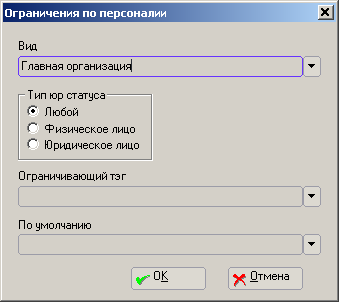 Ограничения по персоналии
Вид
Главная организация
Тип юр статуса
Любой
Физическое лицо
Юридическое лицо
Ограничивающий тэг
По умолчанию
OK
Отмена